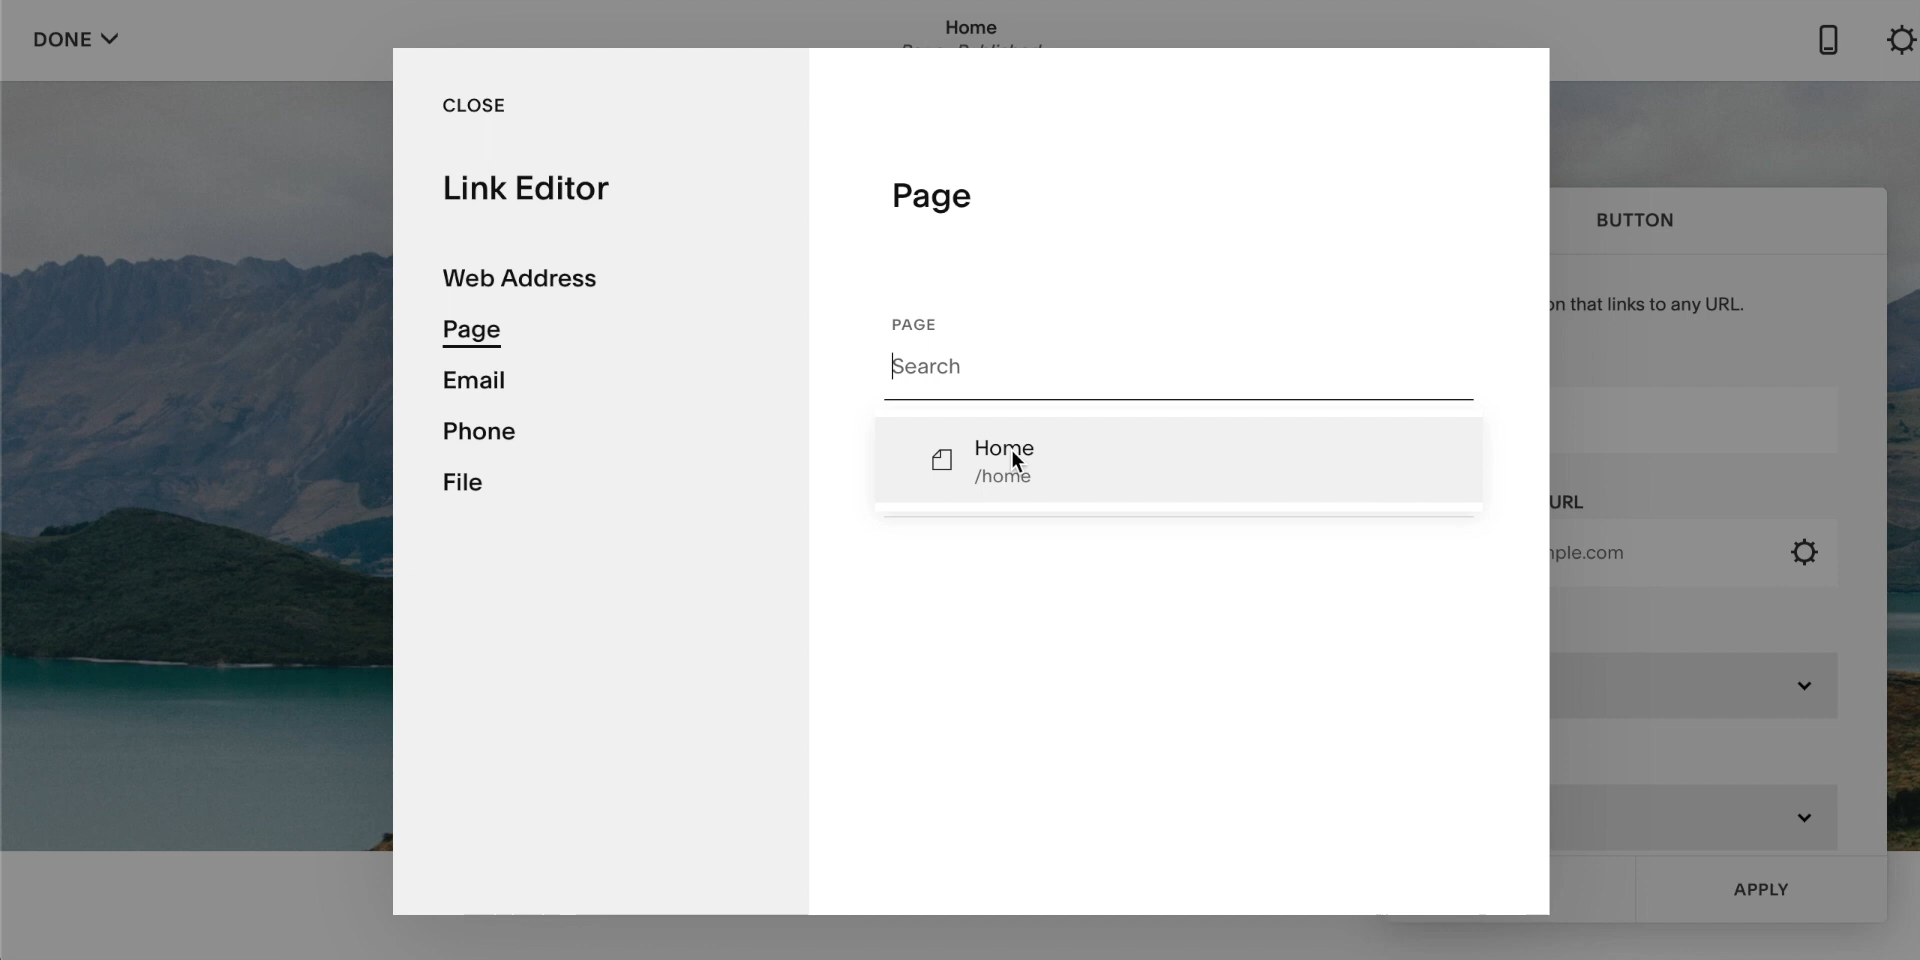 DONE
Home
CLOSE
Link Editor
Web Address
Page
Email
Phone
File
Page
PAGE
Search
Home
/home
BUTTON
that links to any URL.
URL
.com
APPLY